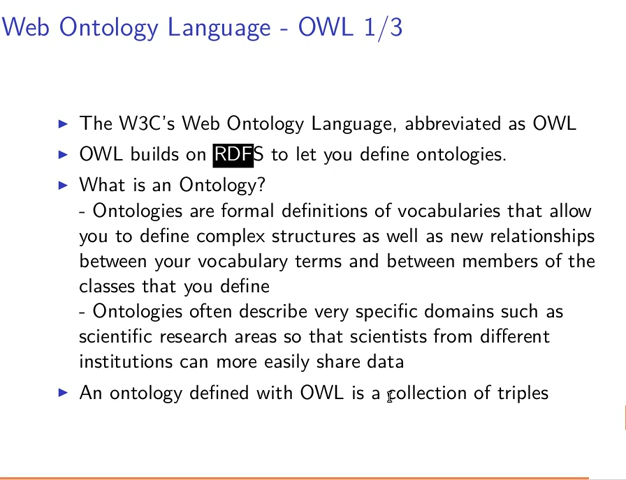 Web Ontology Language - OWL 1/3
The W3C's Web Ontology Language, abbreviated as OWL
OWL builds on RDFS to let you define ontologies.
What is an Ontology?
- Ontologies are formal definitions of vocabularies that allow
you to define complex structures as well as new relationships
between your vocabulary terms and between members of the
classes that you define
- Ontologies often describe very specific domains such as
scientific research areas so that scientists from different
institutions can more easily share data
An ontology defined with OWL is a collection of triples